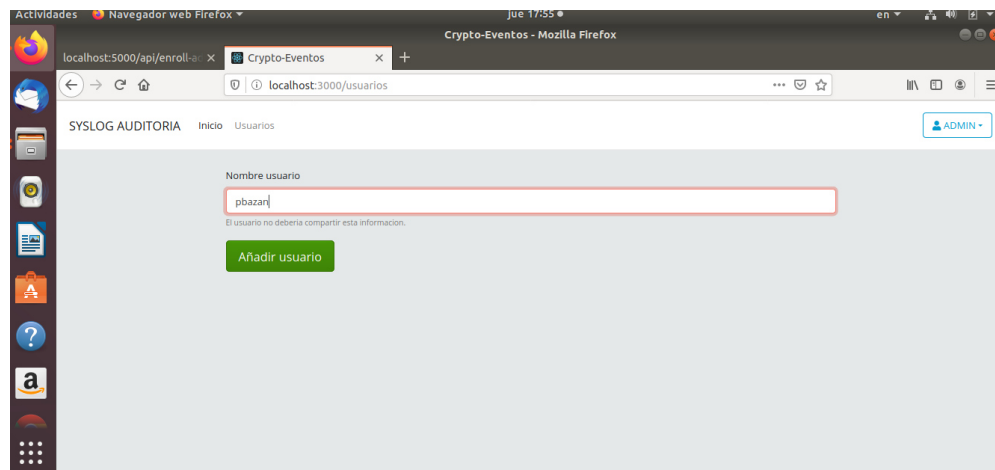 Actividades Navegador web Firefox jue 17:55 en
Crypto-Eventos - Mozilla Firefox
localhost:5000/api/enroll-ad Crypto-Eventos
localhost:3000/usuarios
SYSLOG AUDITORIA Inicio Usuarios ADMIN
Nombre usuario
pbazan
El usuario no deberia compartir esta informacion.
Añadir usuario